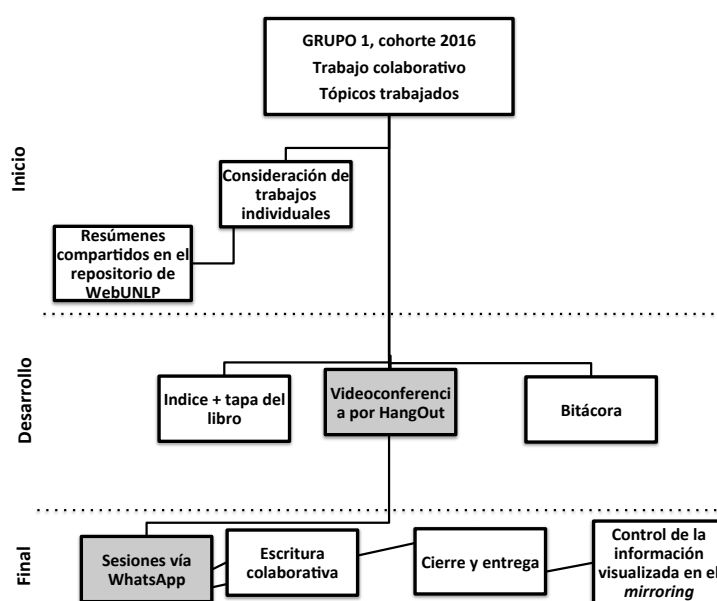 GRUPO 1, cohorte 2016
Trabajo colaborativo
Tópicos trabajados
Inicio
Consideración de
trabajos
individuales
Resúmenes
compartidos en el
repositorio de
WebUNLP
Desarrollo
Indice + tapa del
libro
Videoconferenci
a por HangOut
Bitácora
Final
Sesiones vía
WhatsApp
Escritura
colaborativa
Cierre y entrega
Control de la
información
visualizada en el
mirroring